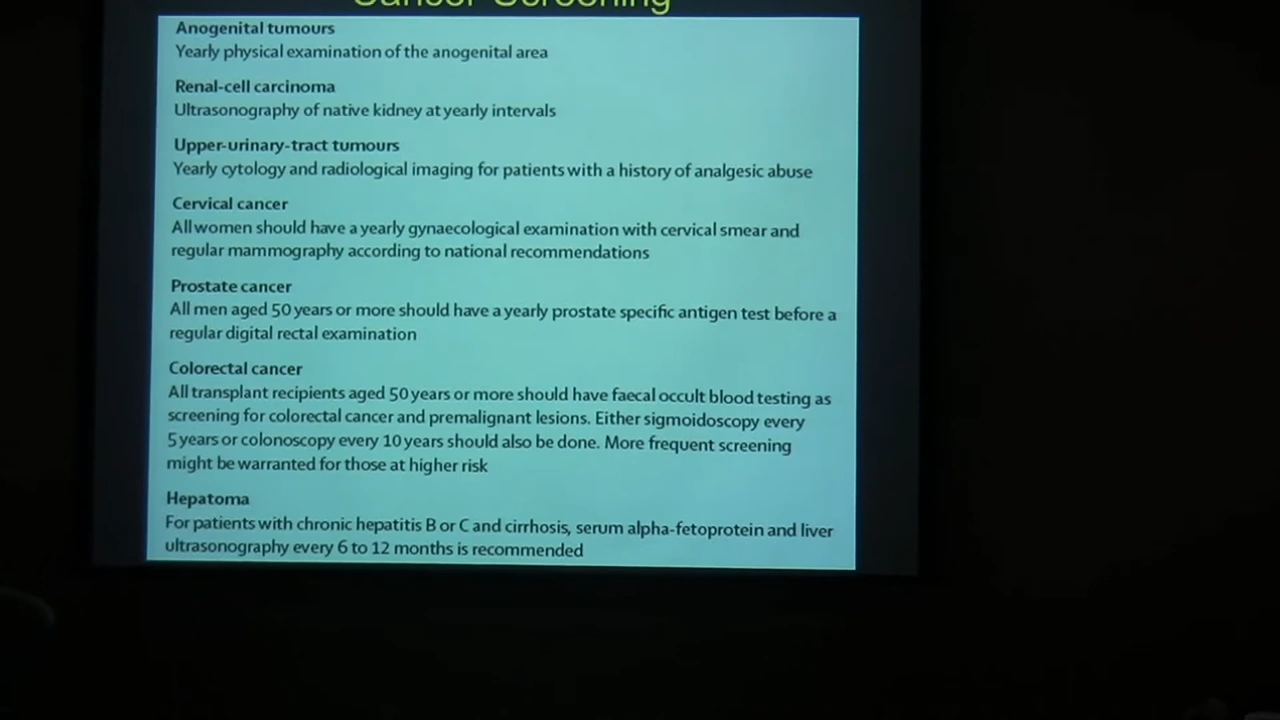 Cancer Screening
Anogenital tumours
Yearly physical examination of the anogenital area
Renal-cell carcinoma
Ultrasonography of native kidney at yearly intervals
Upper-urinary-tract tumours
Yearly cytology and radiological imaging for patients with a history of analgesic abuse
Cervical cancer
All women should have a yearly gynaecological examination with cervical smear and
regular mammography according to national recommendations
Prostate cancer
All men aged 50 years or more should have a yearly prostate specific antigen test before a
regular digital rectal examination
Colorectal cancer
All transplant recipients aged 50 years or more should have faecal occult blood testing as
screening for colorectal cancer and premalignant lesions. Either sigmoidoscopy every
5 years or colonoscopy every 10 years should also be done. More frequent screening
might be warranted for those at higher risk
Hepatoma
For patients with chronic hepatitis B or C and cirrhosis, serum alpha-fetoprotein and liver
ultrasonography every 6 to 12 months is recommended